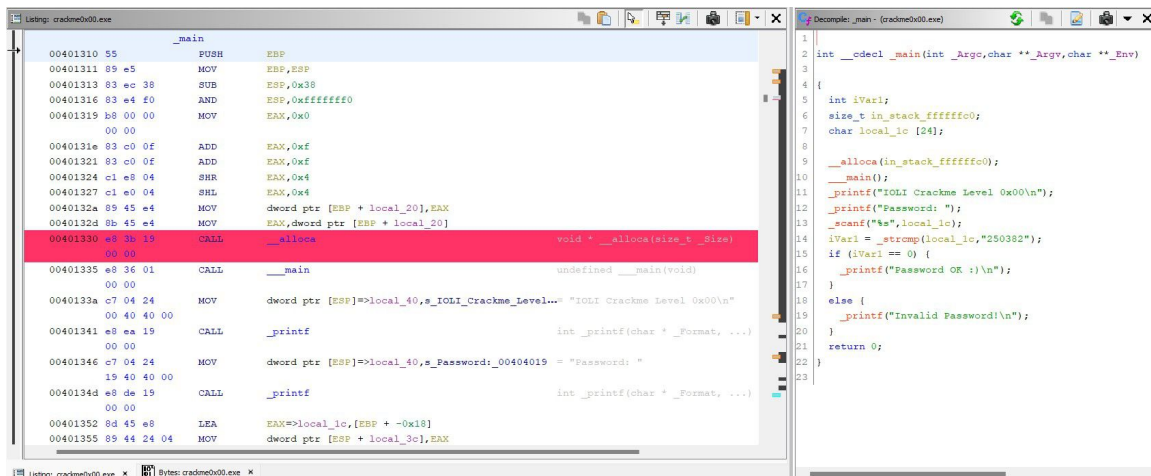 Listing: crackme0x00.exe
_main
00401310 55 PUSH EBP
00401311 89 e5 MOV EBP,ESP
00401313 83 ec 38 SUB ESP,0x38
00401316 83 e4 f0 AND ESP,0xfffffff0
00401319 b8 00 00 MOV EAX,0x0
00 00
0040131e 83 c0 0f ADD EAX,0xf
00401321 83 c0 0f ADD EAX,0xf
00401324 c1 e8 04 SHR EAX,0x4
00401327 c1 e0 04 SHL EAX,0x4
0040132a 89 45 e4 MOV dword ptr [EBP + local_20],EAX
0040132d 8b 45 e4 MOV EAX,dword ptr [EBP + local_20]
00401330 e8 3b 19 CALL __alloca void * __alloca(size_t _Size)
00 00
00401335 e8 36 01 CALL ___main undefined ___main(void)
00 00
0040133a c7 04 24 MOV dword ptr [ESP]=>local_40,s_IOLI_Crackme_Level... = "IOLI Crackme Level 0x00\n"
00 40 40 00
00401341 e8 ea 19 CALL _printf int _printf(char * _Format, ...)
00 00
00401346 c7 04 24 MOV dword ptr [ESP]=>local_40,s_Password:_00404019 = "Password: "
19 40 40 00
0040134d e8 de 19 CALL _printf int _printf(char * _Format, ...)
00 00
00401352 8d 45 e8 LEA EAX=>local_1c,[EBP + -0x18]
00401355 89 44 24 04 MOV dword ptr [ESP + local_3c],EAX
Listing: crackme0x00.exe × Bytes: crackme0x00.exe ×
Decompile: _main - (crackme0x00.exe)
1
2 int __cdecl _main(int _Argc,char **_Argv,char **_Env)
3
4 {
5 int iVar1;
6 size_t in_stack_ffffffc0;
7 char local_1c [24];
8
9 __alloca(in_stack_ffffffc0);
10 ___main();
11 _printf("IOLI Crackme Level 0x00\n");
12 _printf("Password: ");
13 _scanf("%s",local_1c);
14 iVar1 = _strcmp(local_1c,"250382");
15 if (iVar1 == 0) {
16 _printf("Password OK :)\n");
17 }
18 else {
19 _printf("Invalid Password!\n");
20 }
21 return 0;
22 }
23